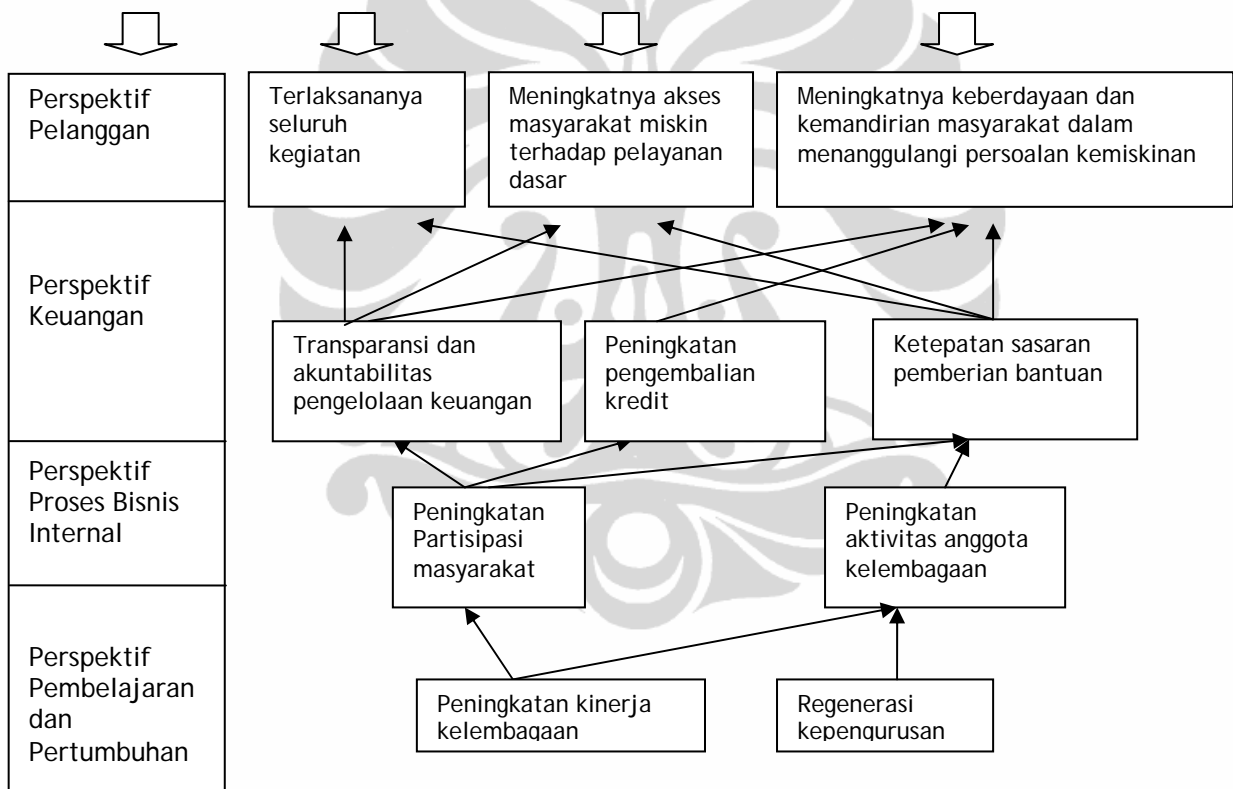 Perspektif
Pelanggan
Terlaksananya
seluruh
kegiatan
Meningkatnya akses
masyarakat miskin
terhadap pelayanan
dasar
Meningkatnya keberdayaan dan
kemandirian masyarakat dalam
menanggulangi persoalan kemiskinan
Perspektif
Keuangan
Transparansi dan
akuntabilitas
pengelolaan keuangan
Peningkatan
pengembalian
kredit
Ketepatan sasaran
pemberian bantuan
Perspektif
Proses Bisnis
Internal
Peningkatan
Partisipasi
masyarakat
Peningkatan
aktivitas anggota
kelembagaan
Perspektif
Pembelajaran
dan
Pertumbuhan
Peningkatan kinerja
kelembagaan
Regenerasi
kepengurusan